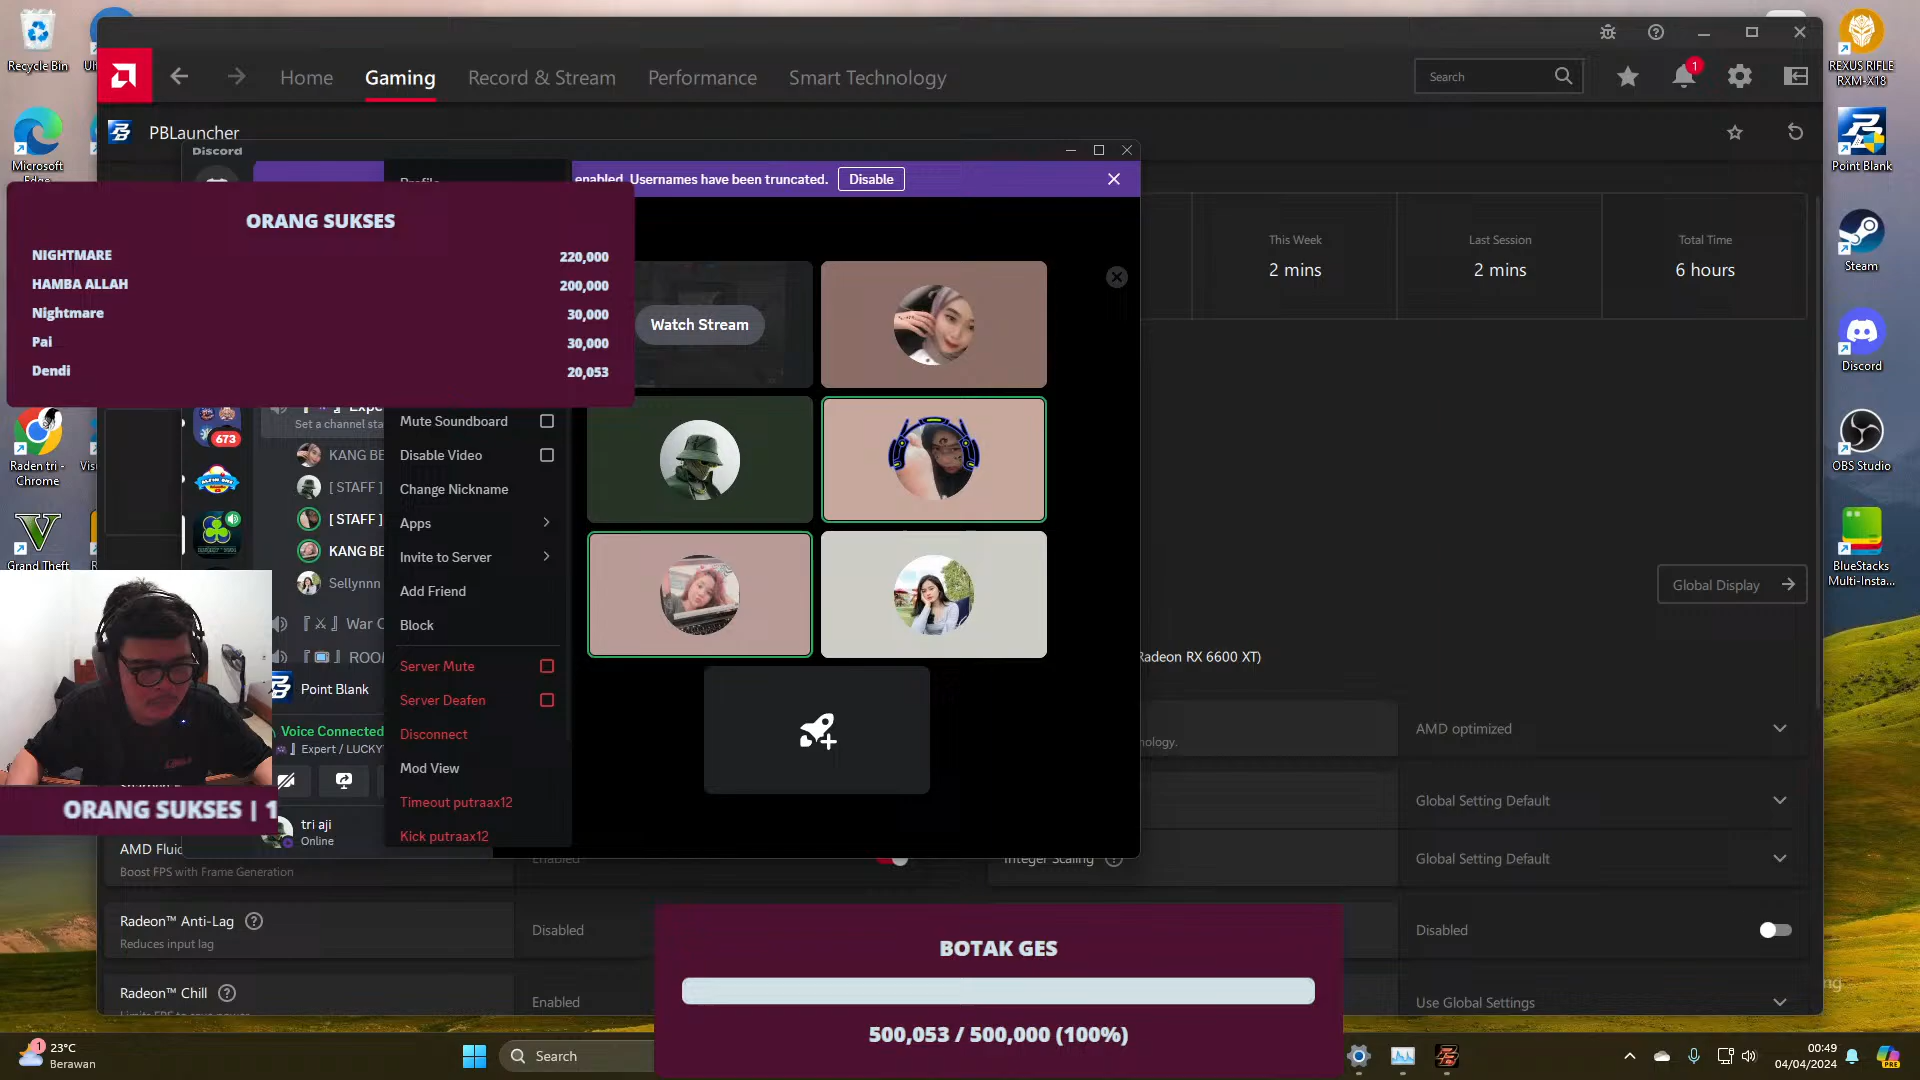 Recycle Bin
Home
Gaming
Record & Stream
Performance
Smart Technology
Search
1
REXUS RIFLE
RXM-X18
PBLauncher
Discord
Microsoft
Edge
Point Blank
Profile
enabled. Usernames have been truncated.
Disable
ORANG SUKSES
NIGHTMARE 220,000
HAMBA ALLAH 200,000
Nightmare 30,000
Pai 30,000
Dendi 20,053
Watch Stream
This Week
2 mins
Last Session
2 mins
Total Time
6 hours
Steam
Discord
Set a channel sta
673
Mute Soundboard
Disable Video
Change Nickname
Apps
Invite to Server
Add Friend
Block
Server Mute
Server Deafen
Disconnect
Mod View
Timeout putraax12
Kick putraax12
KANG BE
[ STAFF ]
[ STAFF ]
KANG BE
Sellynnn
War
ROO
Point Blank
Voice Connected
Expert / LUCKY
tri aji
Online
Raden tri -
Chrome
Grand Theft
OBS Studio
BlueStacks
Multi-Insta...
Global Display
Radeon RX 6600 XT)
nology.
AMD optimized
Global Setting Default
Integer Scaling
Global Setting Default
ORANG SUKSES | 1
AMD Fluid
Boost FPS with Frame Generation
Enabled
Radeon™ Anti-Lag
Reduces input lag
Disabled
Disabled
Radeon™ Chill
Enabled
Use Global Settings
BOTAK GES
500,053 / 500,000 (100%)
1
23°C
Berawan
Search
00:49
04/04/2024
PRE